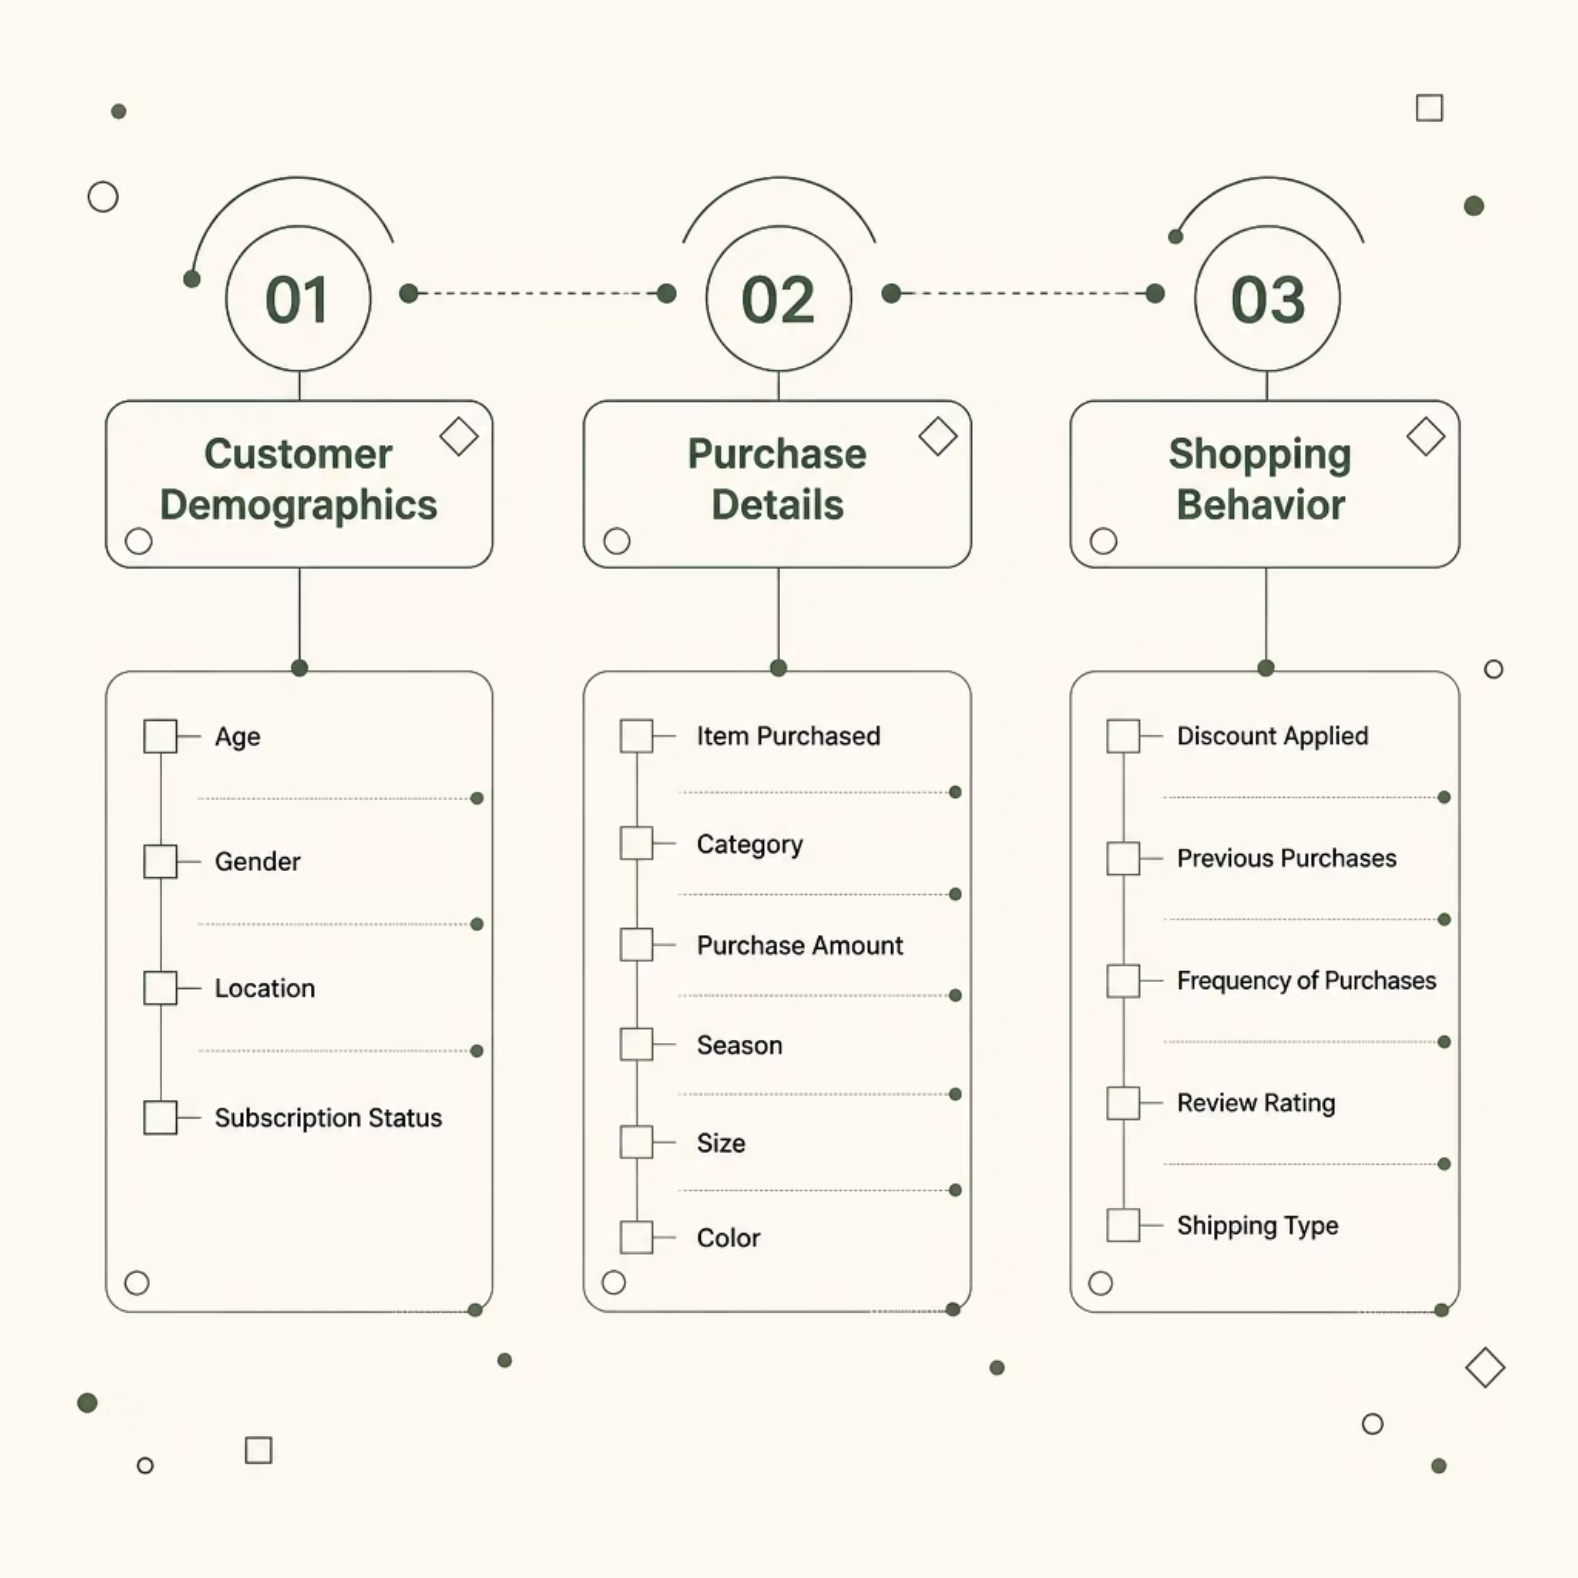 01
Customer
Demographics
Age
Gender
Location
Subscription Status
02
Purchase
Details
Item Purchased
Category
Purchase Amount
Season
Size
Color
03
Shopping
Behavior
Discount Applied
Previous Purchases
Frequency of Purchases
Review Rating
Shipping Type